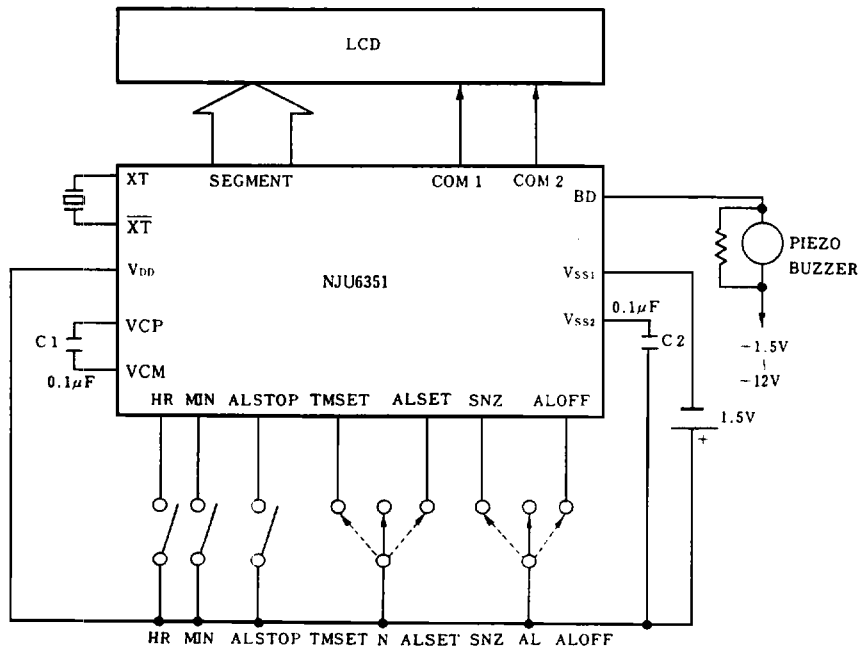 LCD
XT
SEGMENT
COM 1
COM 2
BD
XT
PIEZO
BUZZER
VDD
NJU6351
VSS1
VCP
VSS2
0.1μF
C1
C2
VCM
0.1μF
-1.5V
~
-12V
HR MIN ALSTOP TMSET ALSET SNZ ALOFF
1.5V
+
HR MIN ALSTOP TMSET N ALSET SNZ AL ALOFF